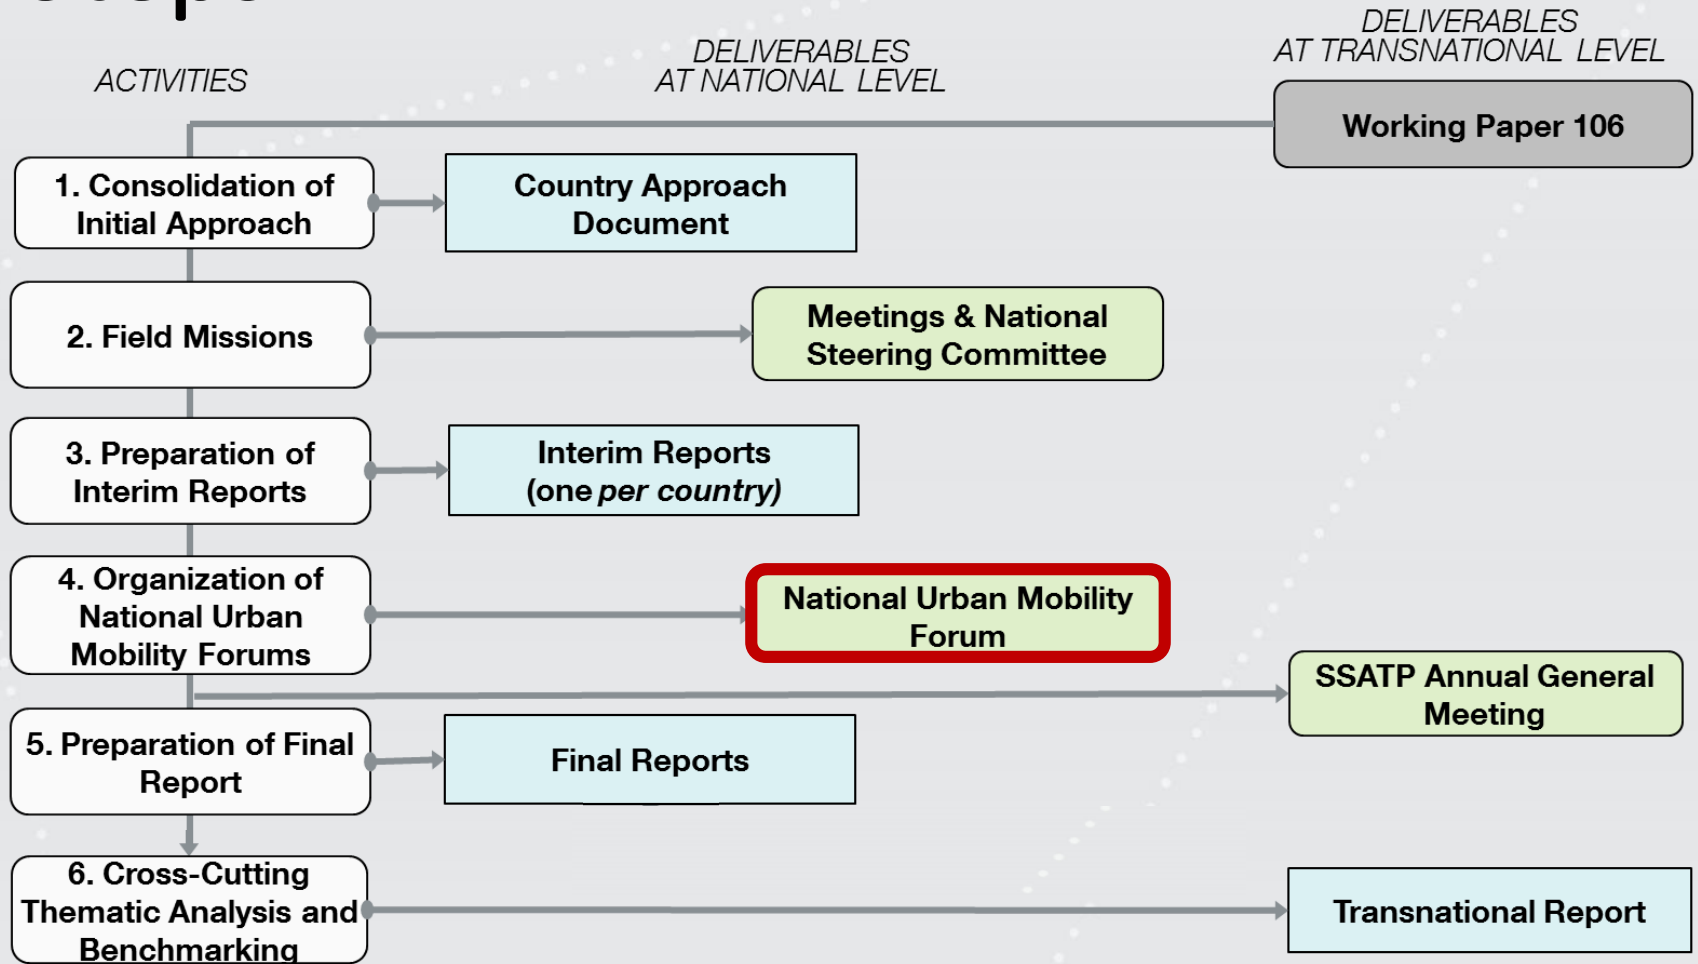 DELIVERABLES
AT TRANSNATIONAL LEVEL
DELIVERABLES
AT NATIONAL LEVEL
ACTIVITIES
Working Paper 106
1. Consolidation of
Initial Approach
Country Approach
Document
2. Field Missions
Meetings & National
Steering Committee
3. Preparation of
Interim Reports
Interim Reports
(one per country)
4. Organization of
National Urban
Mobility Forums
National Urban Mobility
Forum
SSATP Annual General
Meeting
5. Preparation of Final
Report
Final Reports
6. Cross-Cutting
Thematic Analysis and
Benchmarking
Transnational Report